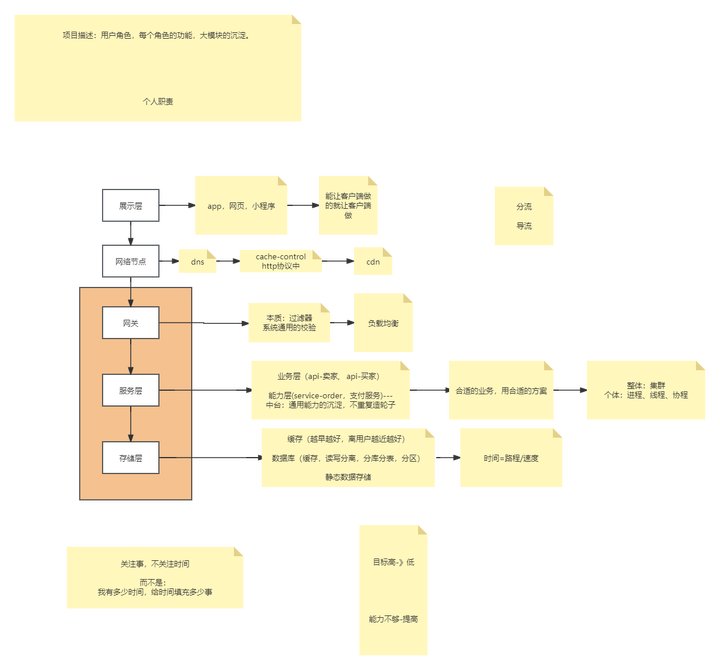 项目描述：用户角色，每个角色的功能，大模块的沉淀。
个人职责
展示层
app，网页，小程序
能让客户端做
的就让客户端
做
分流
导流
网络节点
dns
cache-control
http协议中
cdn
网关
本质：过滤器
系统通用的校验
负载均衡
服务层
业务层（api-卖家， api-买家）
能力层(service-order，支付服务)---
中台：通用能力的沉淀，不重复造轮子
合适的业务，用合适的方案
整体：集群
个体：进程、线程、协程
存储层
缓存（越早越好，离用户越近越好）
数据库（缓存，读写分离，分库分表，分区）
静态数据存储
时间=路程/速度
关注事，不关注时间
而不是：
我有多少时间，给时间填充多少事
目标高-》低
能力不够-提高